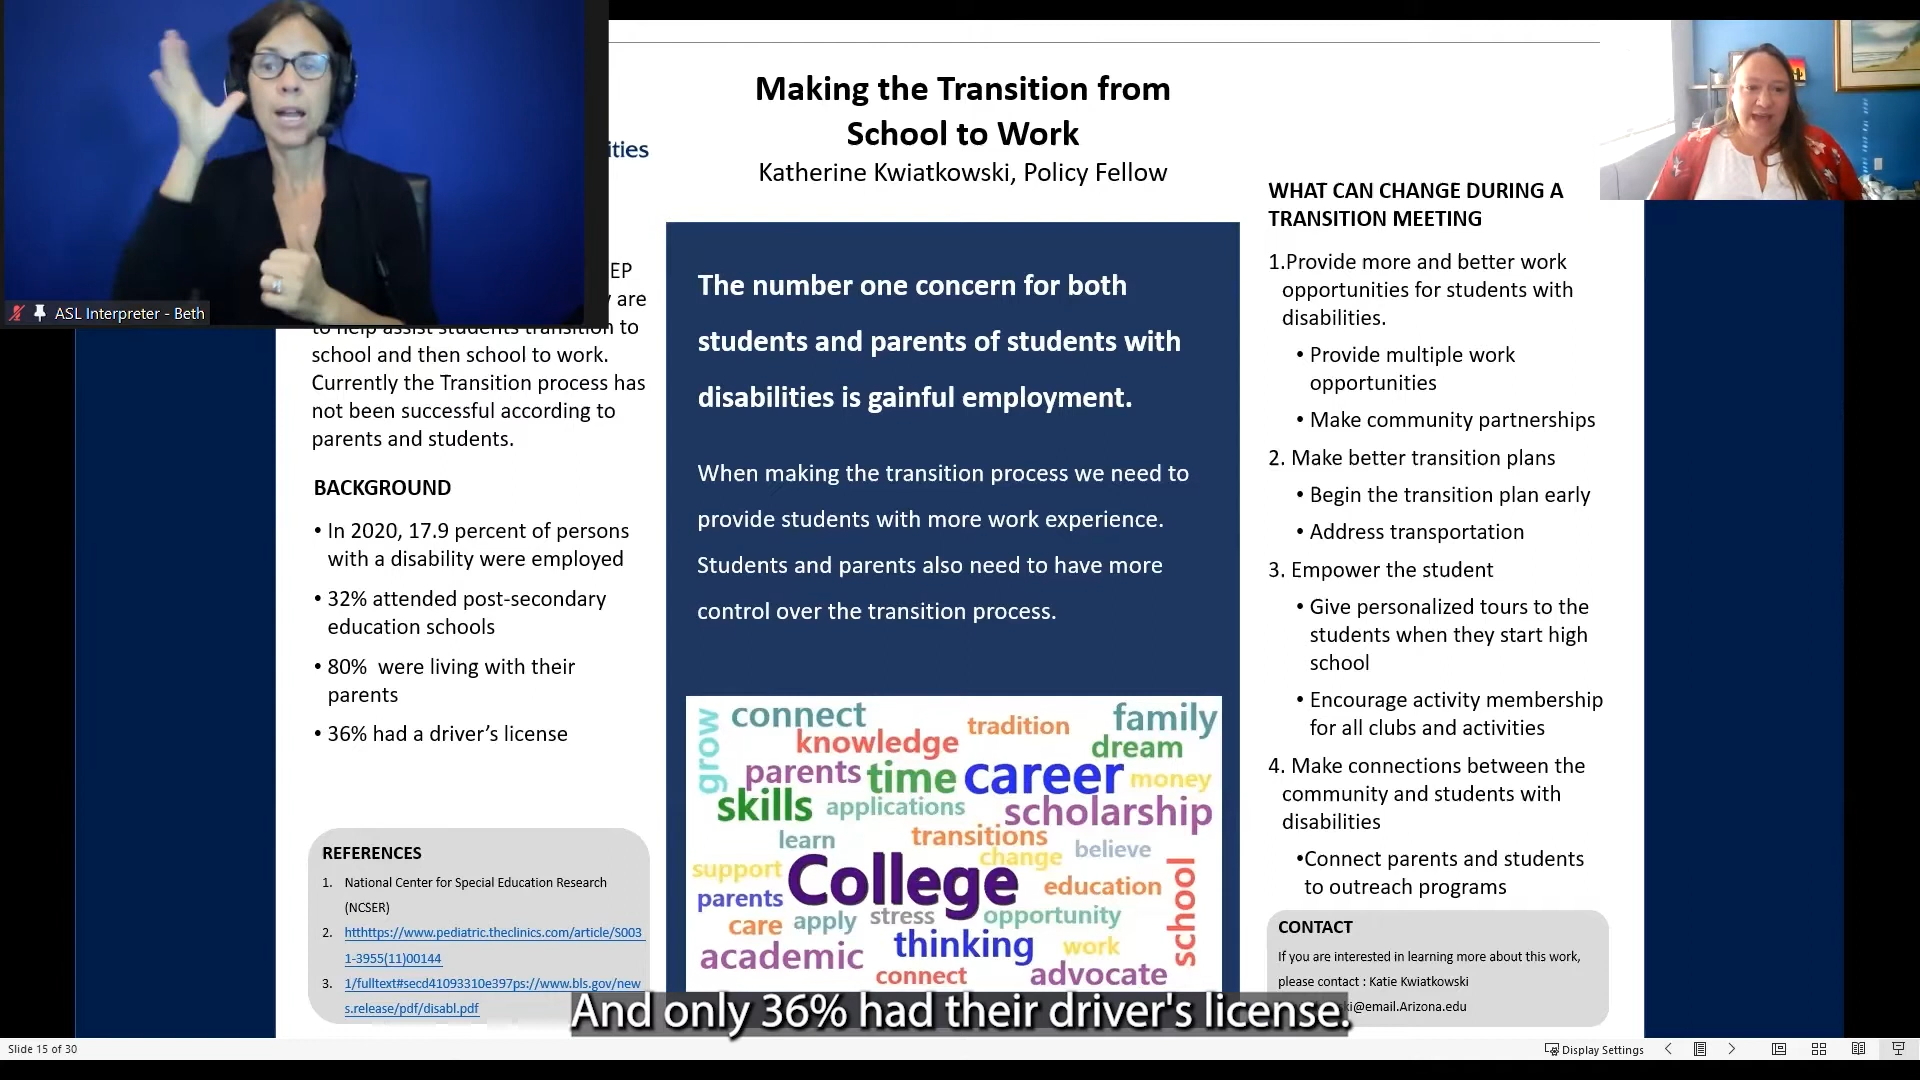 ASL Interpreter - Beth
ities
Making the Transition from
School to Work
Katherine Kwiatkowski, Policy Fellow
EP
are
to help assist students transition to
school and then school to work.
Currently the Transition process has
not been successful according to
parents and students.
BACKGROUND
• In 2020, 17.9 percent of persons
with a disability were employed
• 32% attended post-secondary
education schools
• 80%  were living with their
parents
• 36% had a driver’s license
REFERENCES
1. National Center for Special Education Research
(NCSER)
2. htthttps://www.pediatric.theclinics.com/article/S003
1-3955(11)00144
3. 1/fulltext#secd41093310e397ps://www.bls.gov/new
s.release/pdf/disabl.pdf
The number one concern for both
students and parents of students with
disabilities is gainful employment.
When making the transition process we need to
provide students with more work experience.
Students and parents also need to have more
control over the transition process.
grow
connect
tradition
family
knowledge
dream
parents
time
career
money
skills
applications
scholarship
learn
transitions
change
believe
support
College
education
school
parents
care
apply
stress
opportunity
academic
thinking
work
connect
advocate
WHAT CAN CHANGE DURING A
TRANSITION MEETING
1.Provide more and better work
opportunities for students with
disabilities.
• Provide multiple work
opportunities
• Make community partnerships
2. Make better transition plans
• Begin the transition plan early
• Address transportation
3. Empower the student
• Give personalized tours to the
students when they start high
school
• Encourage activity membership
for all clubs and activities
4. Make connections between the
community and students with
disabilities
•Connect parents and students
to outreach programs
CONTACT
If you are interested in learning more about this work,
please contact : Katie Kwiatkowski
ski@email.Arizona.edu
And only 36% had their driver's license.
Slide 15 of 30
Display Settings